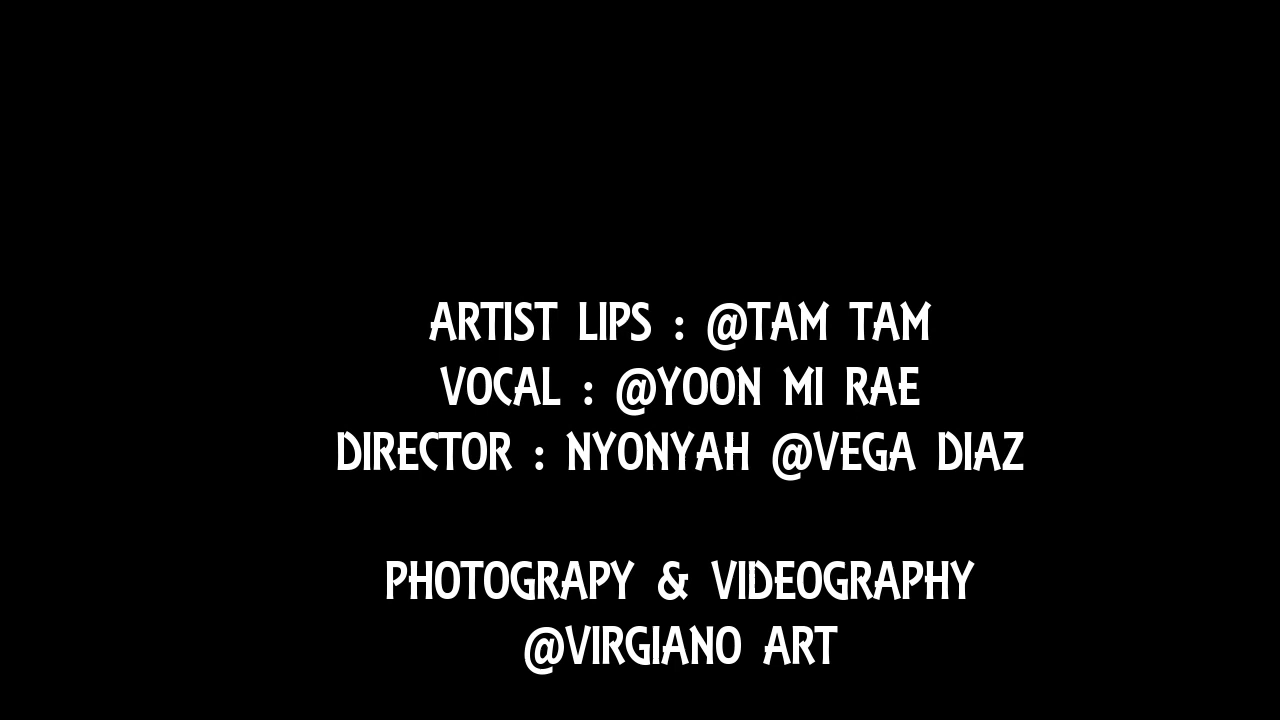 ARTIST LIPS : @TAM TAM
VOCAL : @YOON MI RAE
DIRECTOR : NYONYAH @VEGA DIAZ
PHOTOGRAPY & VIDEOGRAPHY
@VIRGIANO ART